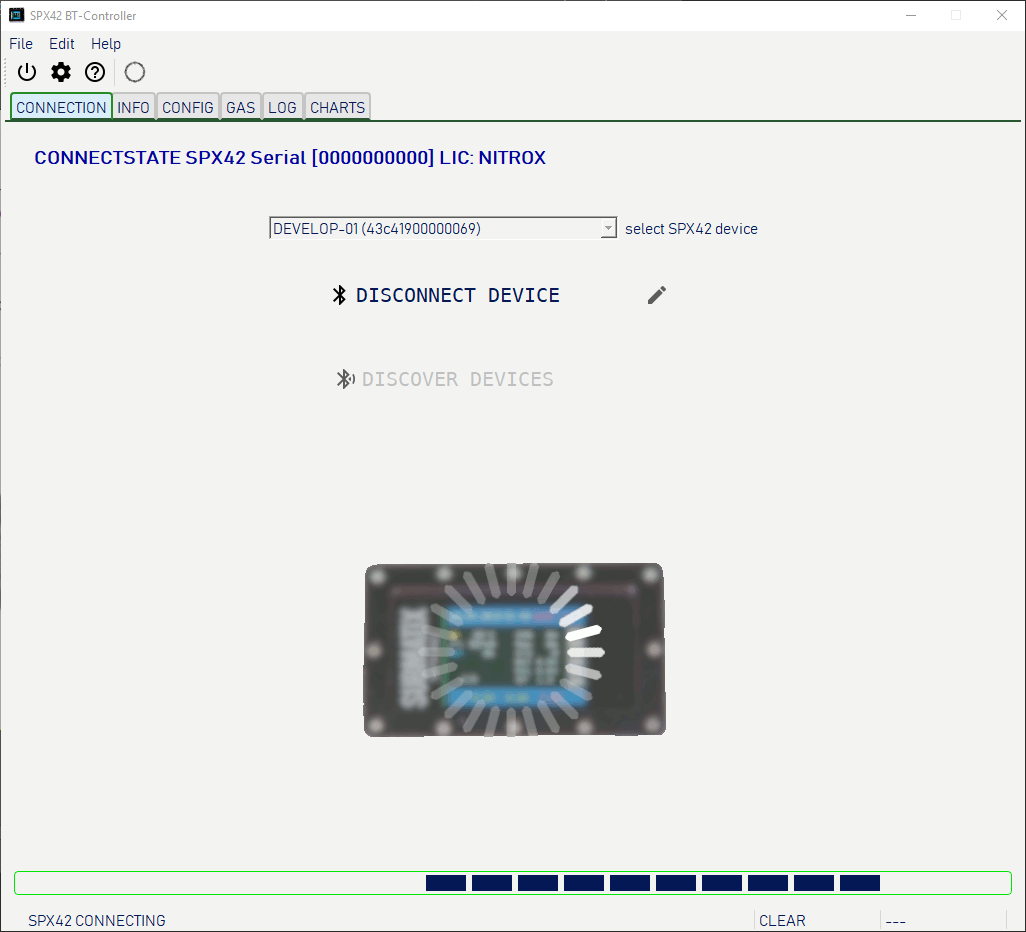 SPX42 BT-Controller
File Edit Help
CONNECTION INFO CONFIG GAS LOG CHARTS
CONNECTSTATE SPX42 Serial [0000000000] LIC: NITROX
DEVELOP-01 (43c41900000069) select SPX42 device
DISCONNECT DEVICE
DISCOVER DEVICES
SPX42 CONNECTING CLEAR ---